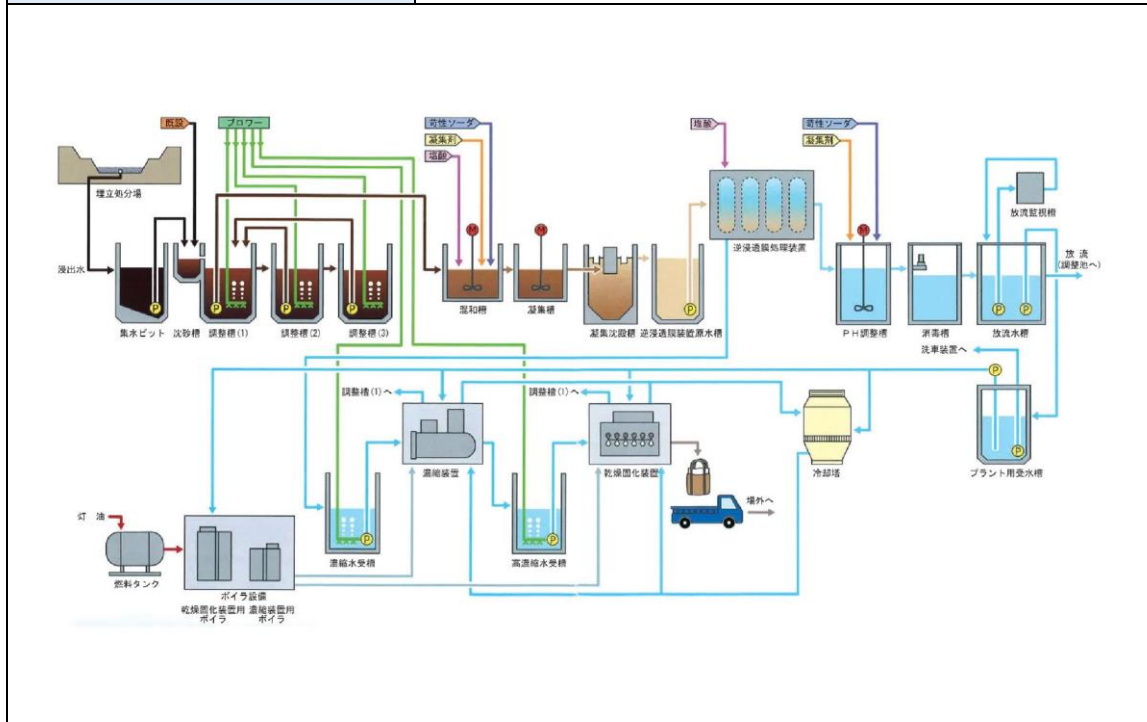 既設
ブロワー
苛性ソーダ
凝集剤
塩酸
塩酸
苛性ソーダ
凝集剤
埋立処分場
浸出水
集水ピット
沈砂槽
調整槽(1)
調整槽(2)
調整槽(3)
混和槽
凝集槽
凝集沈殿槽
逆浸透膜装置原水槽
逆浸透膜処理装置
PH調整槽
消毒槽
放流水槽
放流監視槽
放流
(調整池へ)
洗車装置へ
M
M
M
P
P
P
P
P
P
P
P
P
調整槽(1)へ
濃縮装置
調整槽(1)へ
乾燥固化装置
冷却塔
プラント用受水槽
P
P
場外へ
灯油
燃料タンク
ボイラ設備
乾燥固化装置用
ボイラ
濃縮装置用
ボイラ
濃縮水受槽
高濃縮水受槽